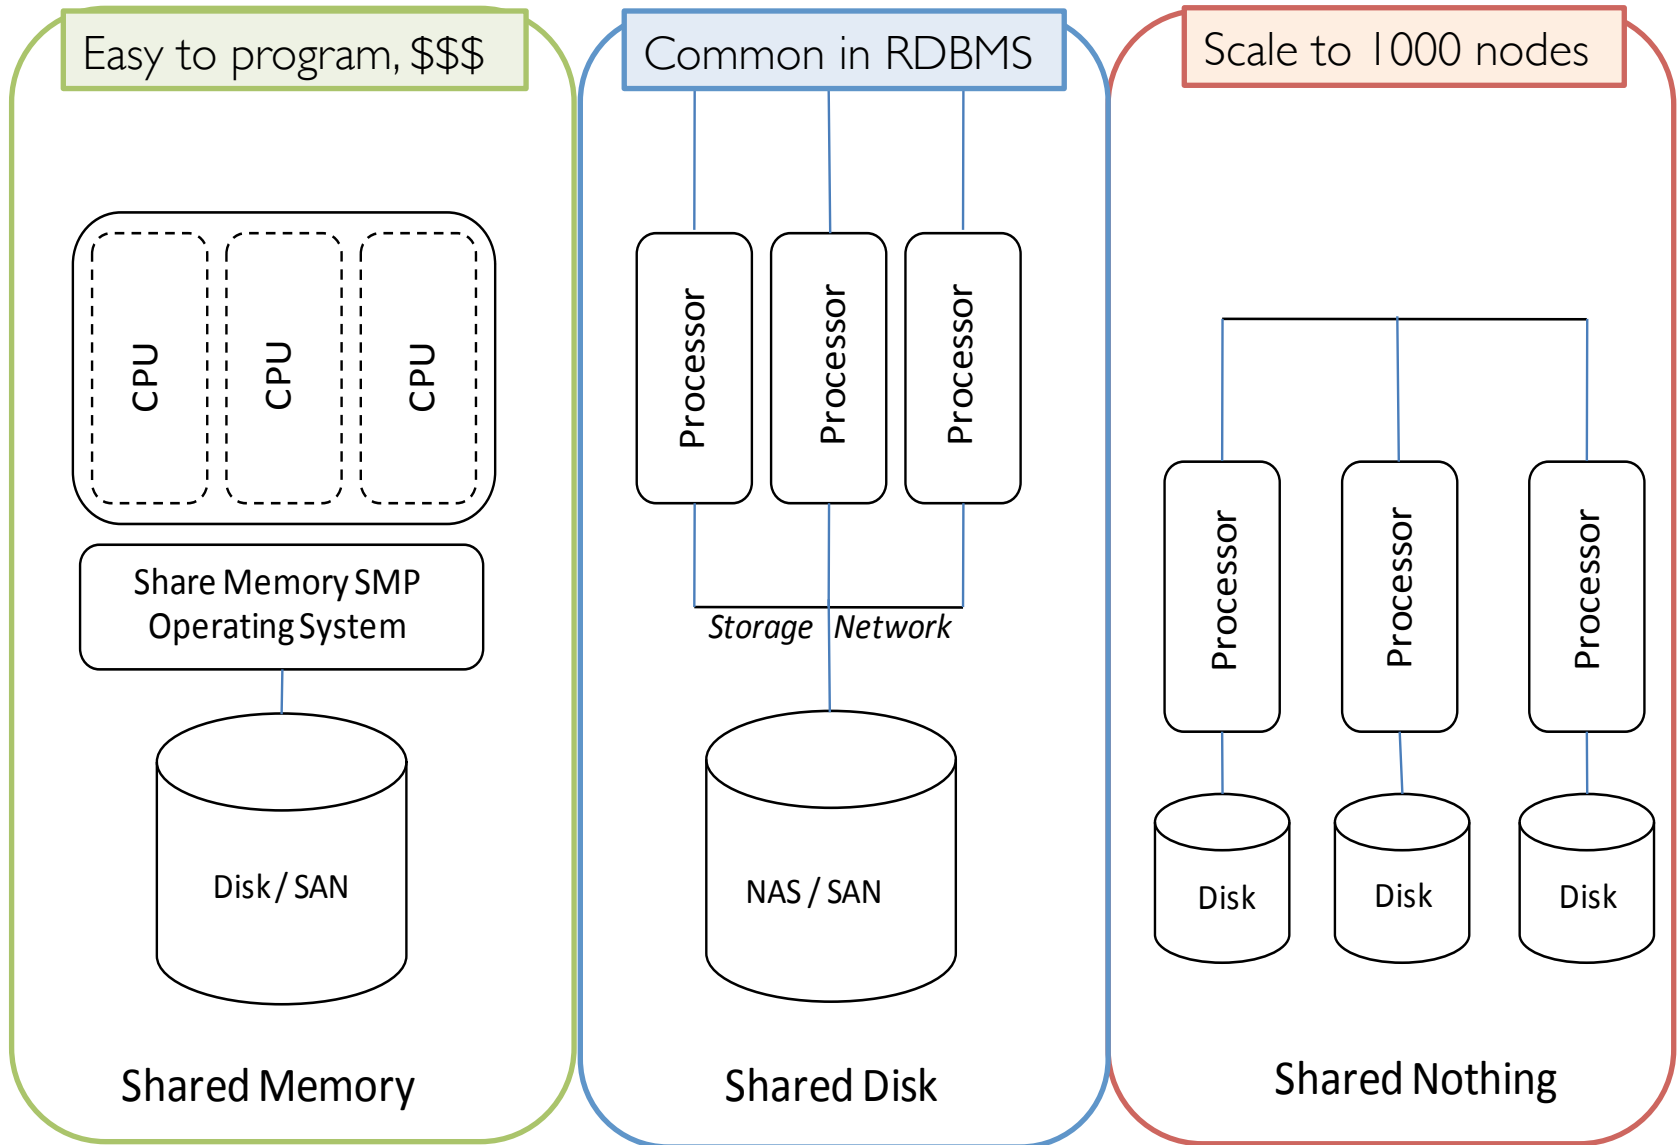 Easy to program, $$$
CPU
CPU
CPU
Share Memory SMP
Operating System
Disk / SAN
Shared Memory
Common in RDBMS
Processor
Processor
Processor
Storage Network
NAS / SAN
Shared Disk
Scale to 1000 nodes
Processor
Processor
Processor
Disk
Disk
Disk
Shared Nothing